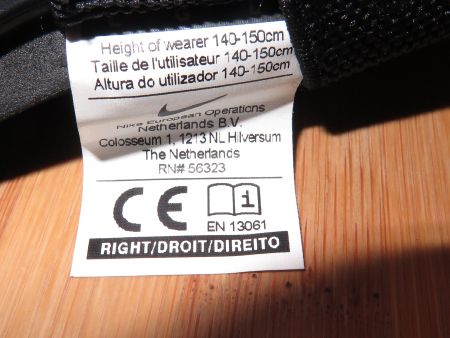 Height of wearer 140-150cm
Taille de l'utilisateur 140-150cm
Altura do utilizador 140-150cm
Nike European Operations
Netherlands B.V.
Colosseum 1, 1213 NL Hilversum
The Netherlands
RN# 56323
CE i
EN 13061
RIGHT/DROIT/DIREITO